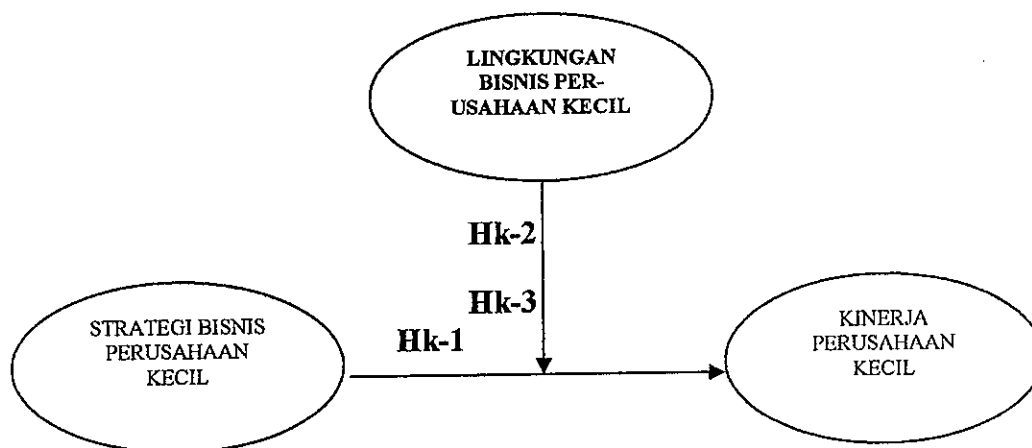 LINGKUNGAN
BISNIS PER-
USAHAAN KECIL
Hk-2
Hk-3
Hk-1
STRATEGI BISNIS
PERUSAHAAN
KECIL
KINERJA
PERUSAHAAN
KECIL